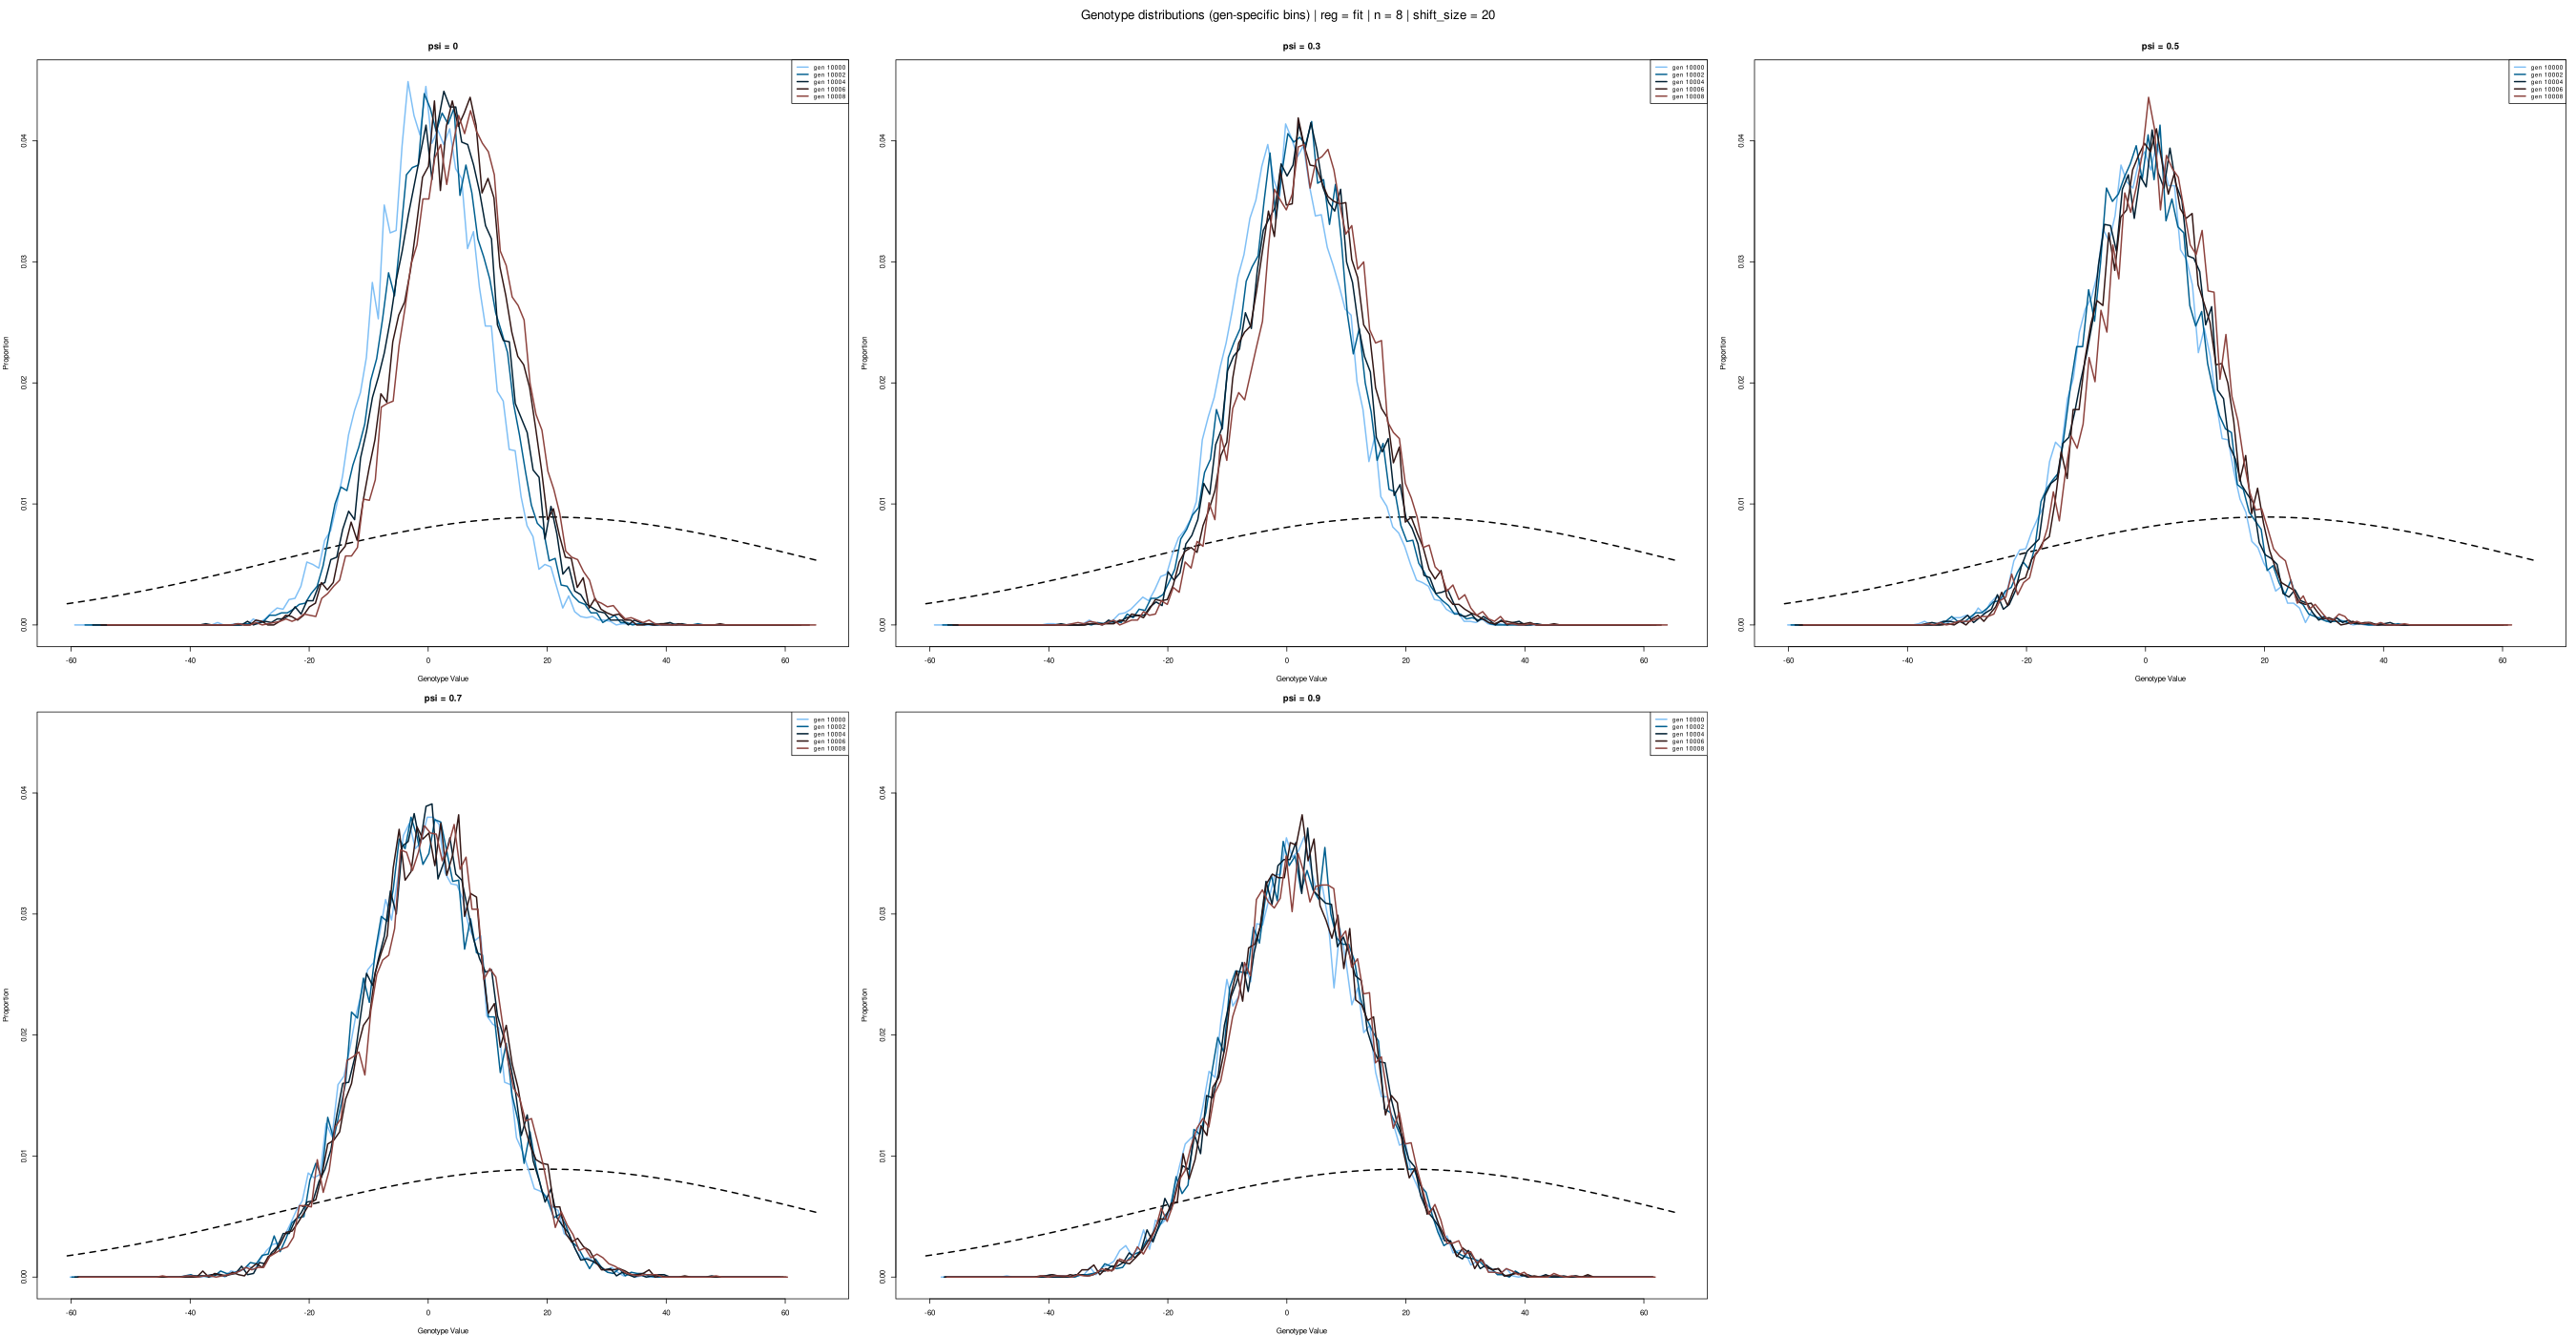 Genotype distributions (gen-specific bins) | reg = fit | n = 8 | shift_size = 20
psi = 0
gen 10000
gen 10002
gen 10004
gen 10006
gen 10008
Proportion
0.04
0.03
0.02
0.01
0.00
-60 -40 -20 0 20 40 60
Genotype Value
psi = 0.3
gen 10000
gen 10002
gen 10004
gen 10006
gen 10008
Proportion
0.04
0.03
0.02
0.01
0.00
-60 -40 -20 0 20 40 60
Genotype Value
psi = 0.5
gen 10000
gen 10002
gen 10004
gen 10006
gen 10008
Proportion
0.04
0.03
0.02
0.01
0.00
-60 -40 -20 0 20 40 60
Genotype Value
psi = 0.7
gen 10000
gen 10002
gen 10004
gen 10006
gen 10008
Proportion
0.04
0.03
0.02
0.01
0.00
-60 -40 -20 0 20 40 60
Genotype Value
psi = 0.9
gen 10000
gen 10002
gen 10004
gen 10006
gen 10008
Proportion
0.04
0.03
0.02
0.01
0.00
-60 -40 -20 0 20 40 60
Genotype Value